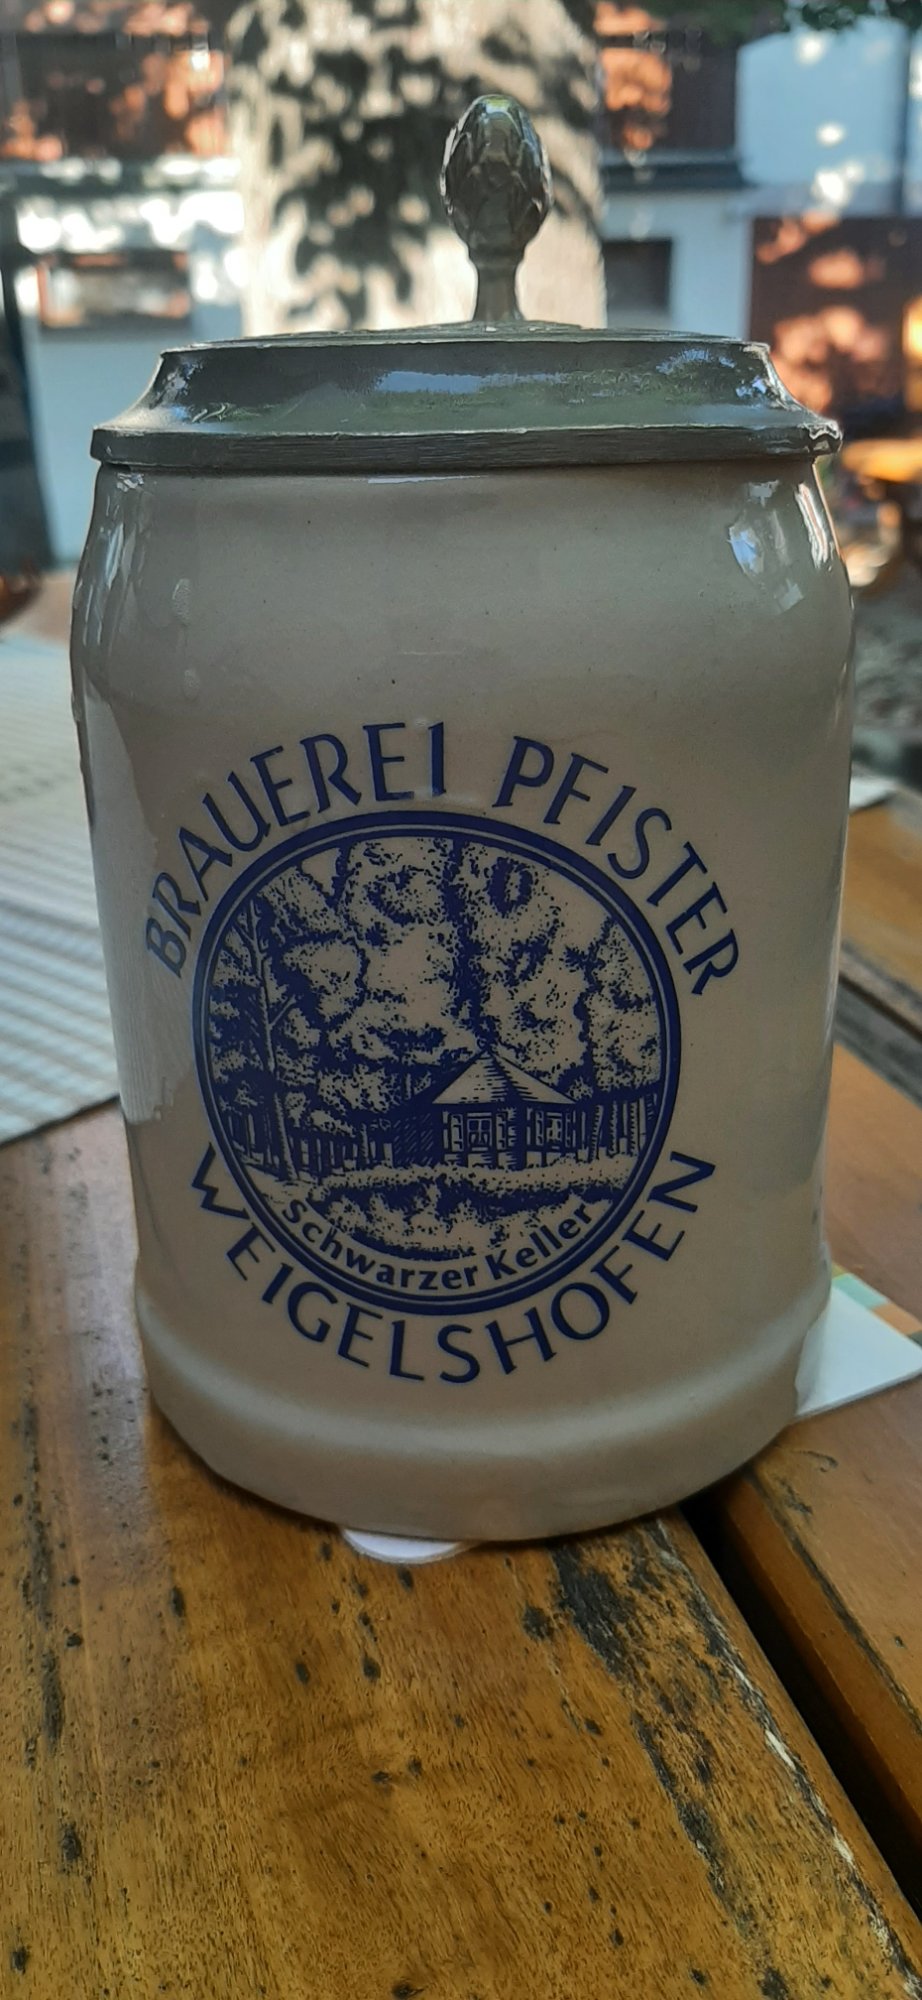 BRAUEREI PFISTER
Schwarzer Keller
WEIGELSHOFEN